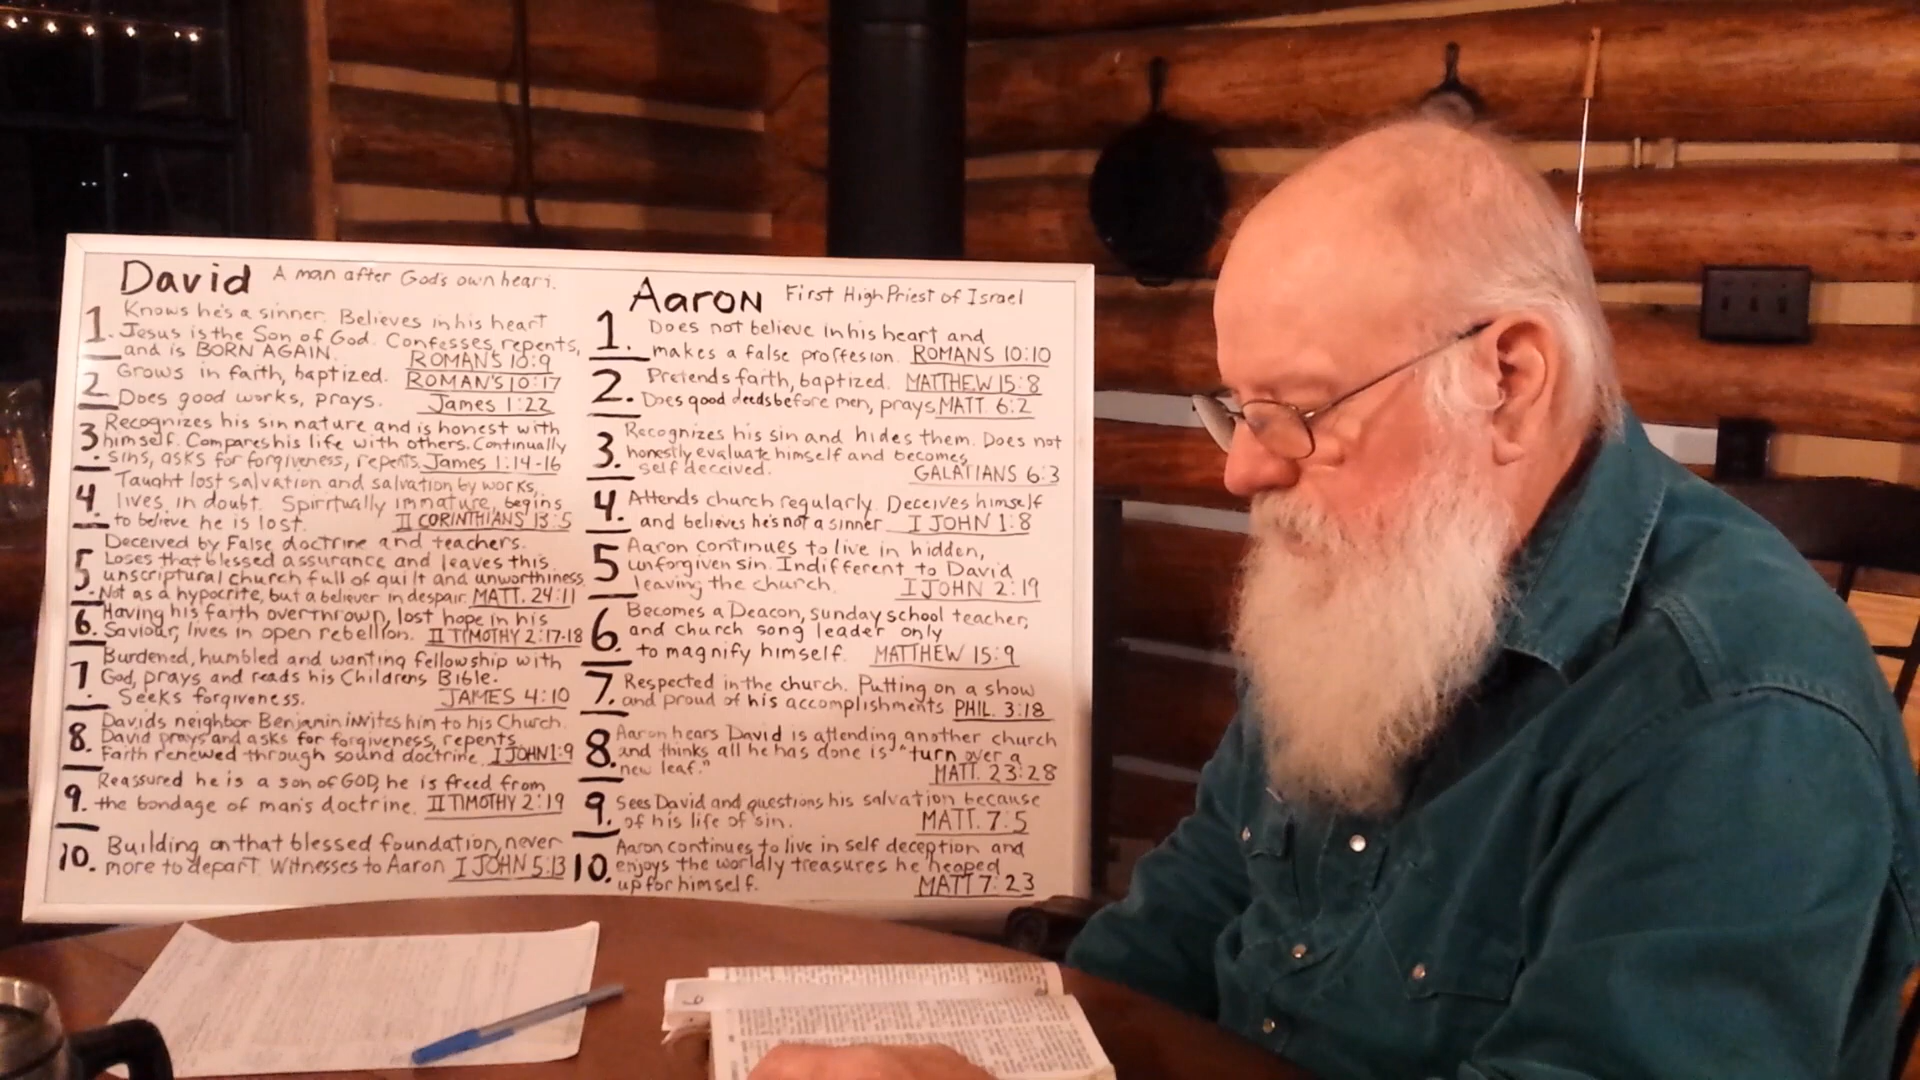 David A man after God's own heart.
1. Knows he's a sinner. Believes in his heart
Jesus is the Son of God. Confesses, repents,
and is BORN AGAIN. ROMANS 10:9
2 Grows in faith, baptized. ROMAN'S 10:17
Does good works, prays. James 1:22
3. Recognizes his sin nature and is honest with
himself. Compares his life with others. Continually
sins, asks for forgiveness, repents. James 1:14-16
4. Taught lost salvation and salvation by works,
lives in doubt. Spiritually immature, begins
to believe he is lost. II CORINTHIANS 13:5
5. Deceived by False doctrine and teachers.
Loses that blessed assurance and leaves this
unscriptural church full of guilt and unworthiness.
Not as a hypocrite, but a believer in despair. MATT. 24:11
6. Having his faith overthrown, lost hope in his
Saviour, lives in open rebellion. II TIMOTHY 2:17-18
7. Burdened, humbled and wanting fellowship with
God, prays and reads his Childrens Bible.
Seeks forgiveness. JAMES 4:10
8. Davids neighbor Benjamin invites him to his Church.
David prays and asks for forgiveness, repents.
Faith renewed through sound doctrine. I JOHN 1:9
9. Reassured he is a son of GOD, he is freed from
the bondage of man's doctrine. II TIMOTHY 2:19
10. Building on that blessed foundation, never
more to depart Witnesses to Aaron I JOHN 5:13
Aaron First High Priest of Israel
1. Does not believe in his heart and
makes a false proffesion. ROMANS 10:10
2. Pretends faith, baptized. MATTHEW 15:8
Does good deeds before men, prays. MATT. 6:2
3. Recognizes his sin and hides them. Does not
honestly evaluate himself and becomes
self deceived. GALATIANS 6:3
4. Attends church regularly. Deceives himself
and believes he's not a sinner I JOHN 1:8
5 Aaron continues to live in hidden,
unforgiven sin. Indifferent to David
leaving the church. I JOHN 2:19
6. Becomes a Deacon, sunday school teacher,
and church song leader only
to magnify himself. MATTHEW 15:9
7. Respected in the church. Putting on a show
and proud of his accomplishments. PHIL. 3:18
8. Aaron hears David is attending another church
and thinks all he has done is "turn over a
new leaf." MATT. 23:28
9. Sees David and questions his salvation because
of his life of sin. MATT. 7:5
10. Aaron continues to live in self deception and
enjoys the worldly treasures he heaped
up for himself. MATT 7:23